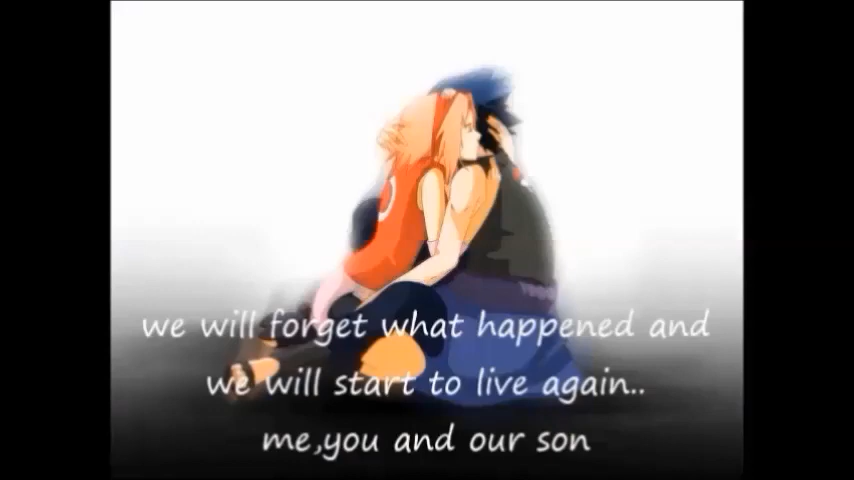 we will forget what happened and
we will start to live again..
me,you and our son